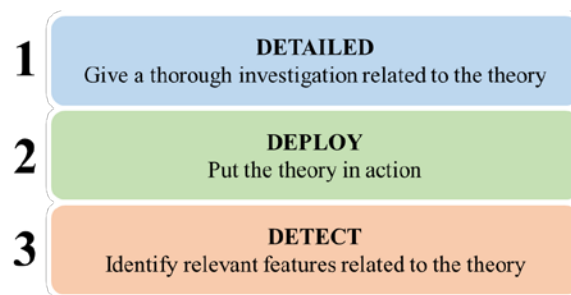 1
DETAILED
Give a thorough investigation related to the theory
2
DEPLOY
Put the theory in action
3
DETECT
Identify relevant features related to the theory